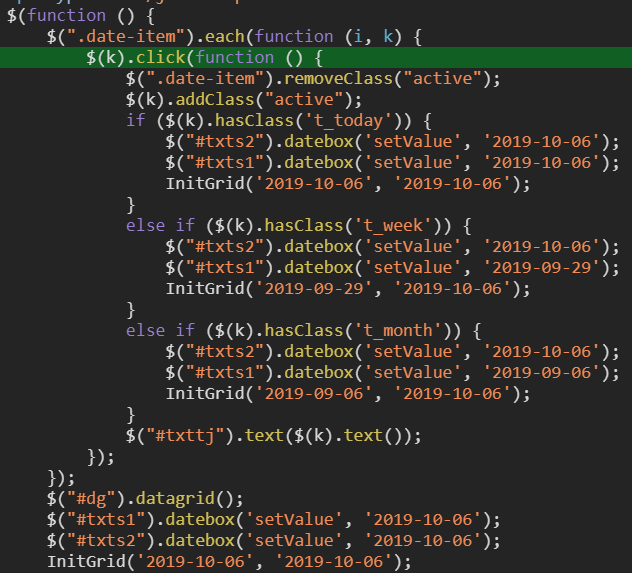 $(function () {
    $(".date-item").each(function (i, k) {
        $(k).click(function () {
            $(".date-item").removeClass("active");
            $(k).addClass("active");
            if ($(k).hasClass('t_today')) {
                $("#txts2").datebox('setValue', '2019-10-06');
                $("#txts1").datebox('setValue', '2019-10-06');
                InitGrid('2019-10-06', '2019-10-06');
            }
            else if ($(k).hasClass('t_week')) {
                $("#txts2").datebox('setValue', '2019-10-06');
                $("#txts1").datebox('setValue', '2019-09-29');
                InitGrid('2019-09-29', '2019-10-06');
            }
            else if ($(k).hasClass('t_month')) {
                $("#txts2").datebox('setValue', '2019-10-06');
                $("#txts1").datebox('setValue', '2019-09-06');
                InitGrid('2019-09-06', '2019-10-06');
            }
            $("#txttj").text($(k).text());
        });
    });
    $("#dg").datagrid();
    $("#txts1").datebox('setValue', '2019-10-06');
    $("#txts2").datebox('setValue', '2019-10-06');
    InitGrid('2019-10-06', '2019-10-06');